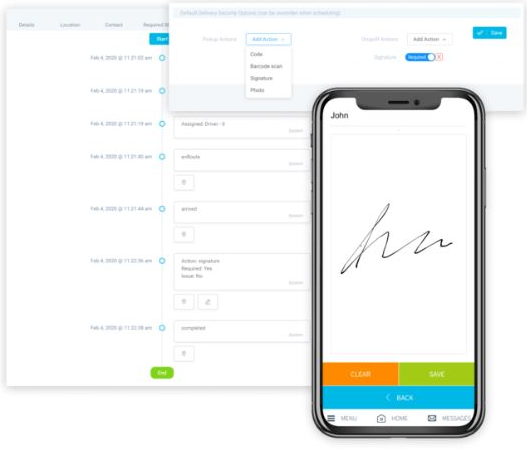 Default Delivery Security Options (can be overriden when scheduling)
Pickup Actions
Add Action
Code
Barcode scan
Signature
Photo
Dropoff Actions
Add Action
Save
Signature
Required
Details
Location
Contact
Start
Feb 4, 2020 @ 11:21:02 am
Feb 4, 2020 @ 11:21:19 am
Feb 4, 2020 @ 11:21:19 am
Assigned: Driver - S
System
Feb 4, 2020 @ 11:21:40 am
enRoute
System
Feb 4, 2020 @ 11:21:44 am
arrived
System
Feb 4, 2020 @ 11:22:36 am
Action: signature
Required: Yes
Issue: No
System
Feb 4, 2020 @ 11:22:38 am
completed
System
End
John
CLEAR
SAVE
BACK
MENU
HOME
MESSAGES